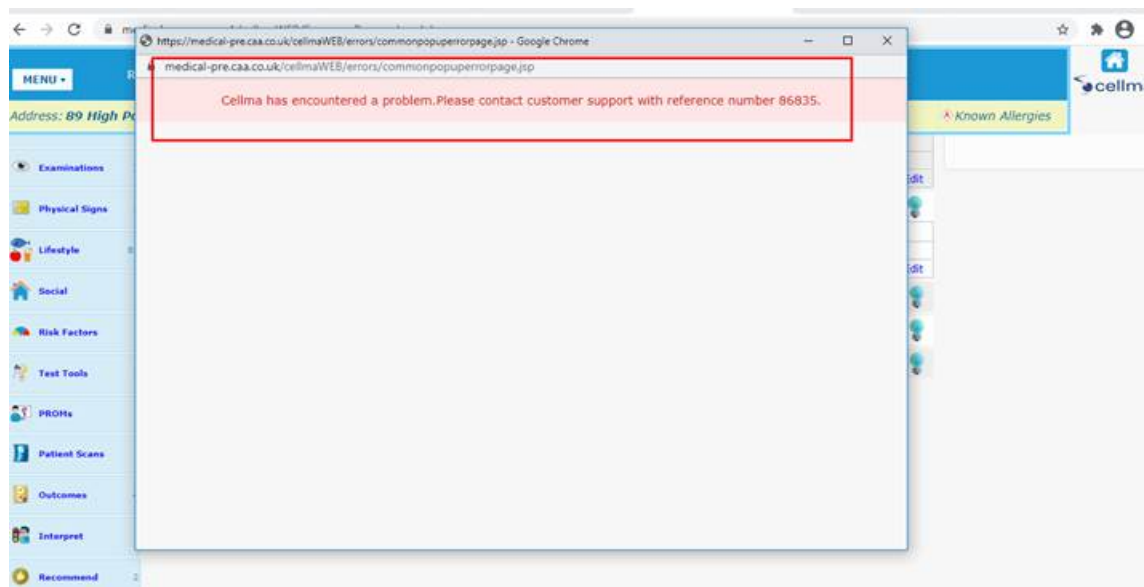 https://medical-pre.caa.co.uk/cellmaWEB/errors/commonpopuperrorpage.jsp - Google Chrome
medical-pre.caa.co.uk/cellmaWEB/errors/commonpopuperrorpage.jsp
MENU
cellm
Cellma has encountered a problem.Please contact customer support with reference number 86835.
Address: 89 High Po
Known Allergies
Examinations
Edit
Physical Signs
Lifestyle
Edit
Social
Risk Factors
Test Tools
PROMs
Patient Scans
Outcomes
Interpret
Recommend